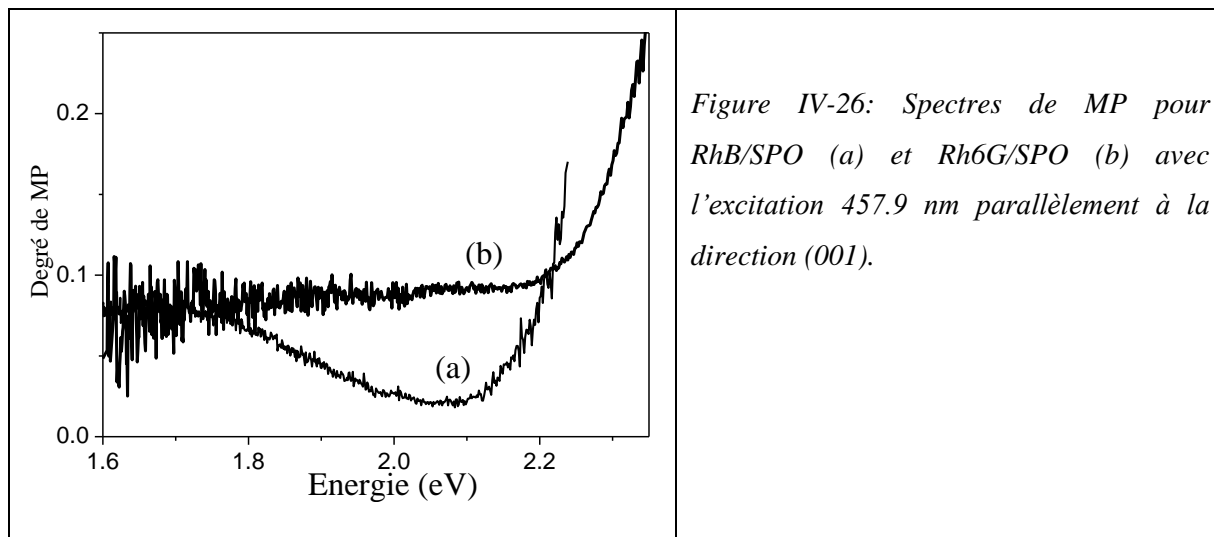 0.2
0.1
0.0
Degré de MP
(b)
(a)
1.6
1.8
2.0
2.2
Energie (eV)
Figure IV-26: Spectres de MP pour
RhB/SPO (a) et Rh6G/SPO (b) avec
l’excitation 457.9 nm parallèlement à la
direction (001).